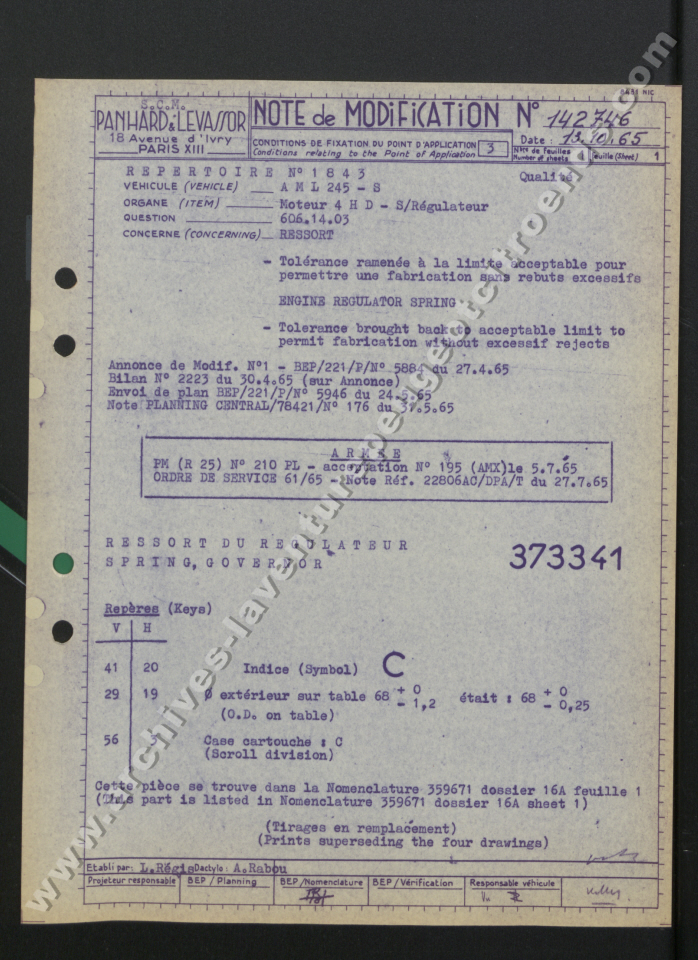 S.C.M.
PANHARD & LEVASSOR
18 Avenue d'Ivry
PARIS XIII
NOTE de MODIFICATION N° 142746
CONDITIONS DE FIXATION DU POINT D'APPLICATION 3
Conditions relating to the Point of Application
Date : 13.10.65
Nbre de feuilles 1 feuille (Sheet) 1
Number of sheets
REPERTOIRE N° 1843
Qualité
VEHICULE (VEHICLE) AML 245 - S
ORGANE (ITEM) Moteur 4 H D - S/Régulateur
QUESTION 606.14.03
CONCERNE (CONCERNING) RESSORT
- Tolérance ramenée à la limite acceptable pour
permettre une fabrication sans rebuts excessifs
ENGINE REGULATOR SPRING
- Tolerance brought back to acceptable limit to
permit fabrication without excessif rejects
Annonce de Modif. N°1 - BEP/221/P/N° 5884 du 27.4.65
Bilan N° 2223 du 30.4.65 (sur Annonce)
Envoi de plan BEP/221/P/N° 5946 du 24.5.65
Note PLANNING CENTRAL/78421/N° 176 du .5.65
ARMEE
PM (R 25) N° 210 PL - acceptation N° 195 (AMX) le 5.7.65
ORDRE DE SERVICE 61/65 - Note Réf. 22806AC/DPA/T du 27.7.65
RESSORT DU REGULATEUR
SPRING, GOVERNOR
373341
Repères (Keys)
V H
41 20 Indice (Symbol) C
29 19 Ø extérieur sur table 68 + 0 - 1,2 était : 68 + 0 - 0,25
(O.D. on table)
56 Case cartouche : C
(Scroll division)
Cette pièce se trouve dans la Nomenclature 359671 dossier 16A feuille 1
(This part is listed in Nomenclature 359671 dossier 16A sheet 1)
(Tirages en remplacement)
(Prints superseding the four drawings)
Etabli par: L.Régis Dactylo: A.Rabou
Projeteur responsable BEP / Planning BEP / Nomenclature BEP / Vérification Responsable véhicule
www.archives-laventure-peugeotcitroen.com